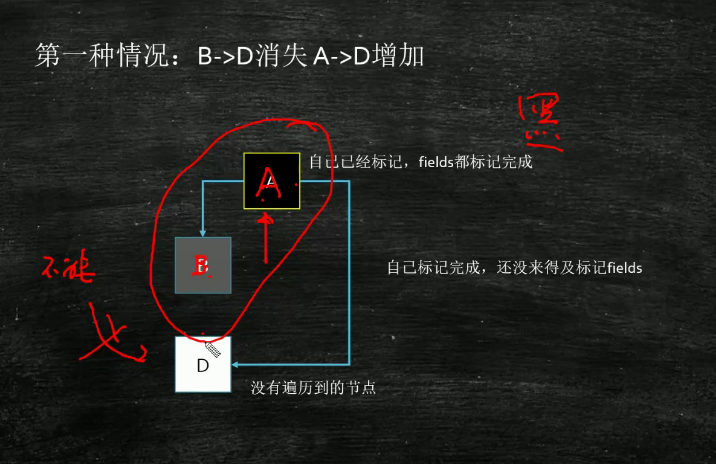 第一种情况：B->D消失 A->D增加
黑
自己已经标记，fields都标记完成
A
B
不能
自己标记完成，还没来得及标记fields
D
没有遍历到的节点